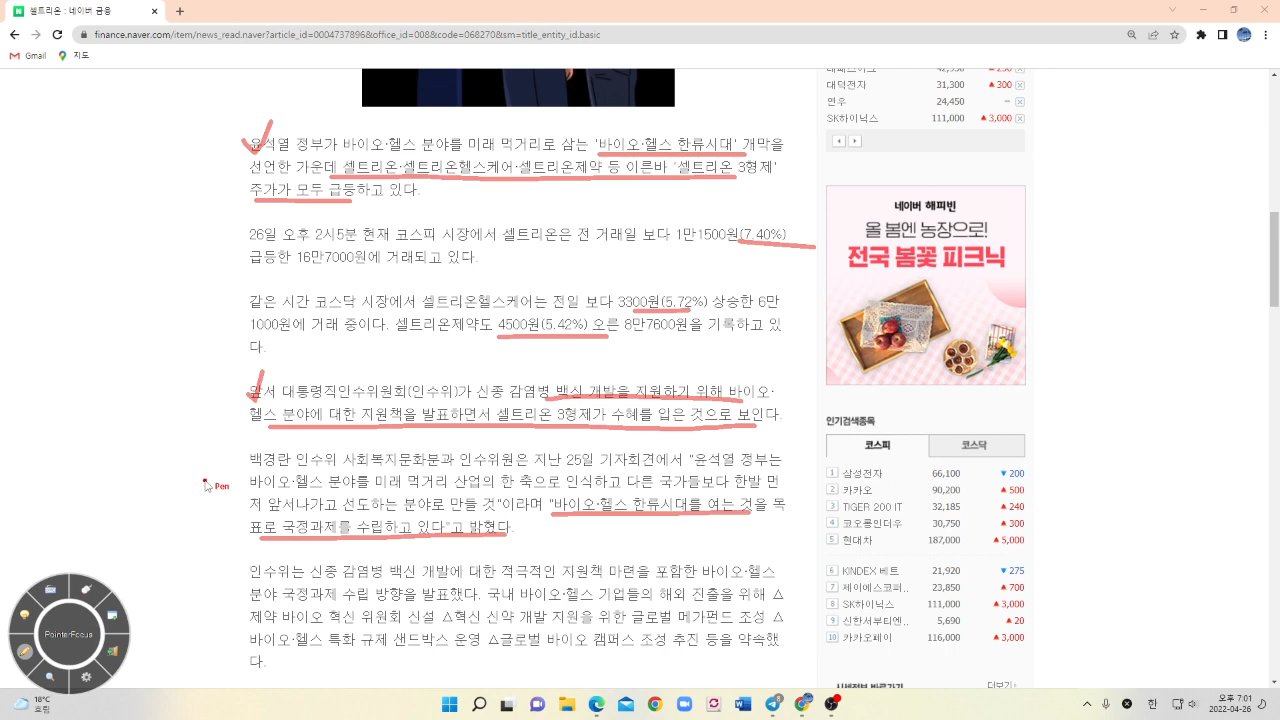 셀트리온 : 네이버 금융
finance.naver.com/item/news_read.naver?article_id=0004737896&office_id=008&code=068270&sm=title_entity_id.basic
Gmail 지도
윤석열 정부가 바이오·헬스 분야를 미래 먹거리로 삼는 '바이오·헬스 한류시대' 개막을
선언한 가운데 셀트리온·셀트리온헬스케어·셀트리온제약 등 이른바 '셀트리온 3형제'
주가가 모두 급등하고 있다.
26일 오후 2시5분 현재 코스피 시장에서 셀트리온은 전 거래일 보다 1만1500원(7.40%)
급등한 16만7000원에 거래되고 있다.
같은 시간 코스닥 시장에서 셀트리온헬스케어는 전일 보다 3300원(5.72%) 상승한 6만
1000원에 거래 중이다. 셀트리온제약도 4500원(5.42%) 오른 8만7600원을 기록하고 있
다.
앞서 대통령직인수위원회(인수위)가 신종 감염병 백신 개발을 지원하기 위해 바이오·
헬스 분야에 대한 지원책을 발표하면서 셀트리온 3형제가 수혜를 입은 것으로 보인다.
백경란 인수위 사회복지문화분과 인수위원은 지난 25일 기자회견에서 "윤석열 정부는
바이오·헬스 분야를 미래 먹거리 산업의 한 축으로 인식하고 다른 국가들보다 한발 먼
저 앞서 나가고 선도하는 분야로 만들 것"이라며 "바이오·헬스 한류시대를 여는 것을 목
표로 국정과제를 수립하고 있다"고 밝혔다.
인수위는 신종 감염병 백신 개발에 대한 적극적인 지원책 마련을 포함한 바이오·헬스
분야 국정과제 수립 방향을 발표했다. 국내 바이오·헬스 기업들의 해외 진출을 위해 △
제약 바이오 혁신 위원회 신설 △혁신 신약 개발 지원을 위한 글로벌 메가펀드 조성 △
바이오·헬스 특화 규제 샌드박스 운영 △글로벌 바이오 캠퍼스 조성 추진 등을 약속했
다.
Pen
PointerFocus
대덕전자 31,300 ▲300
연우 24,450 –
SK하이닉스 111,000 ▲3,000
네이버 해피빈
올 봄엔 농장으로!
전국 봄꽃 피크닉
인기검색종목
코스피 코스닥
1 삼성전자 66,100 ▼200
2 카카오 90,200 ▲500
3 TIGER 200 IT 32,185 ▲240
4 코오롱인더우 30,750 ▲300
5 현대차 187,000 ▲5,000
6 KINDEX 베트 21,920 ▼275
7 제이에스코퍼.. 23,850 ▲700
8 SK하이닉스 111,000 ▲3,000
9 신한서부티엔.. 5,690 ▲20
10 카카오페이 116,000 ▲3,000
더보기
18°C
흐림
한
오후 7:01
2022-04-26